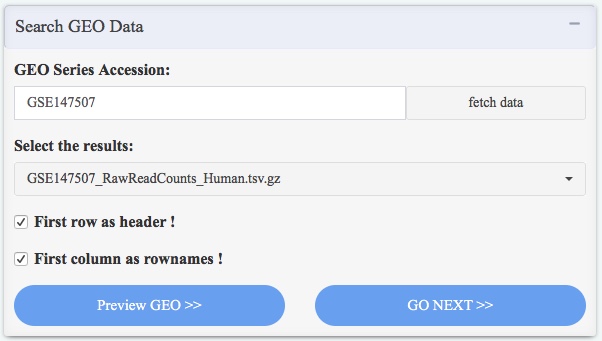 Search GEO Data
GEO Series Accession:
GSE147507 fetch data
Select the results:
GSE147507_RawReadCounts_Human.tsv.gz
First row as header !
First column as rownames !
Preview GEO >> GO NEXT >>